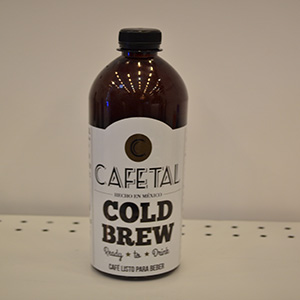 C
CAFETAL
HECHO EN MÉXICO
COLD
BREW
Ready ★ to ★ Drink
CAFÉ LISTO PARA BEBER